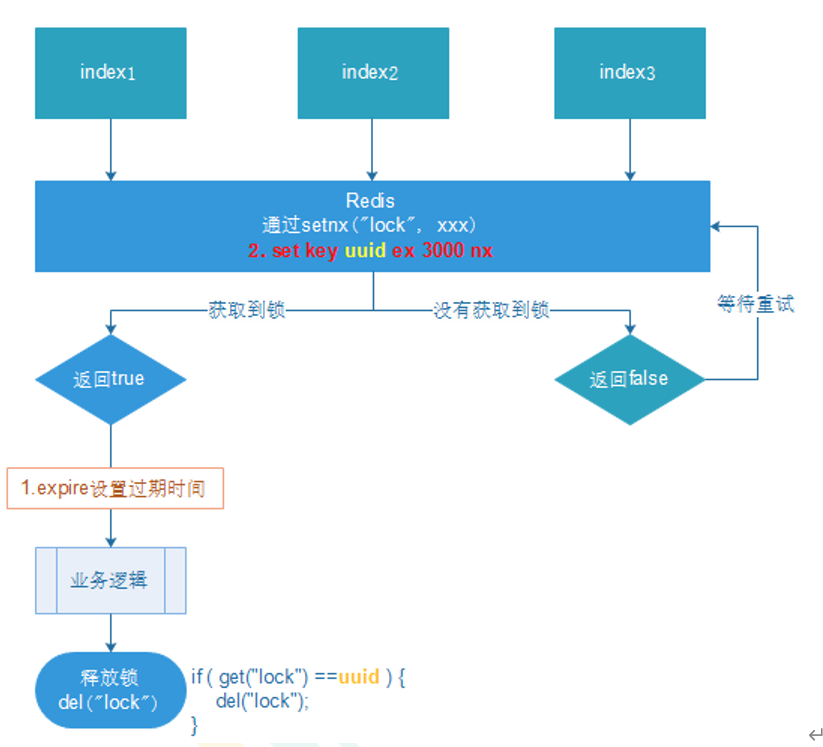 index1
index2
index3
Redis
通过setnx("lock", xxx)
2. set key uuid ex 3000 nx
获取到锁
没有获取到锁
等待重试
返回true
返回false
1.expire设置过期时间
业务逻辑
释放锁
del("lock")
if ( get("lock") ==uuid ) {
del("lock");
}